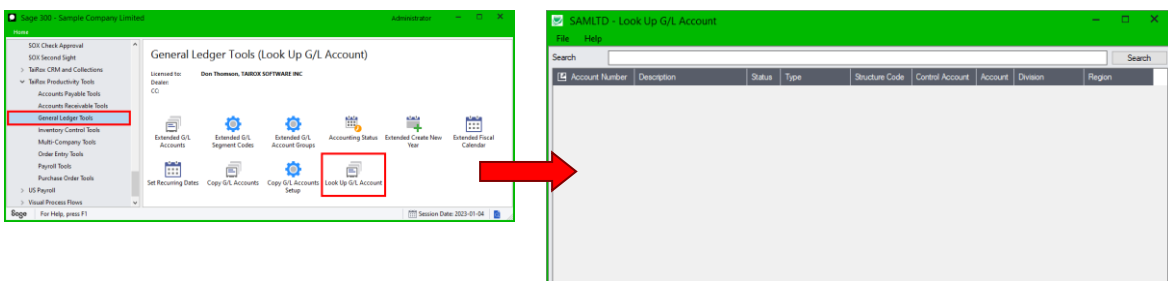 Sage 300 - Sample Company Limited
Administrator
Home
SOX Check Approval
SOX Second Sight
TaiRox CRM and Collections
TaiRox Productivity Tools
Accounts Payable Tools
Accounts Receivable Tools
General Ledger Tools
Inventory Control Tools
Multi-Company Tools
Order Entry Tools
Payroll Tools
Purchase Order Tools
US Payroll
Visual Process Flows
General Ledger Tools (Look Up G/L Account)
Licensed to: Don Thomson, TAIROX SOFTWARE INC
Dealer:
CC:
Extended G/L Accounts
Extended G/L Segment Codes
Extended G/L Account Groups
Accounting Status
Extended Create New Year
Extended Fiscal Calendar
Set Recurring Dates
Copy G/L Accounts
Copy G/L Accounts Setup
Look Up G/L Account
Sage For Help, press F1
Session Date: 2023-01-04
SAMLTD - Look Up G/L Account
File Help
Search
Search
Account Number Description Status Type Structure Code Control Account Account Division Region